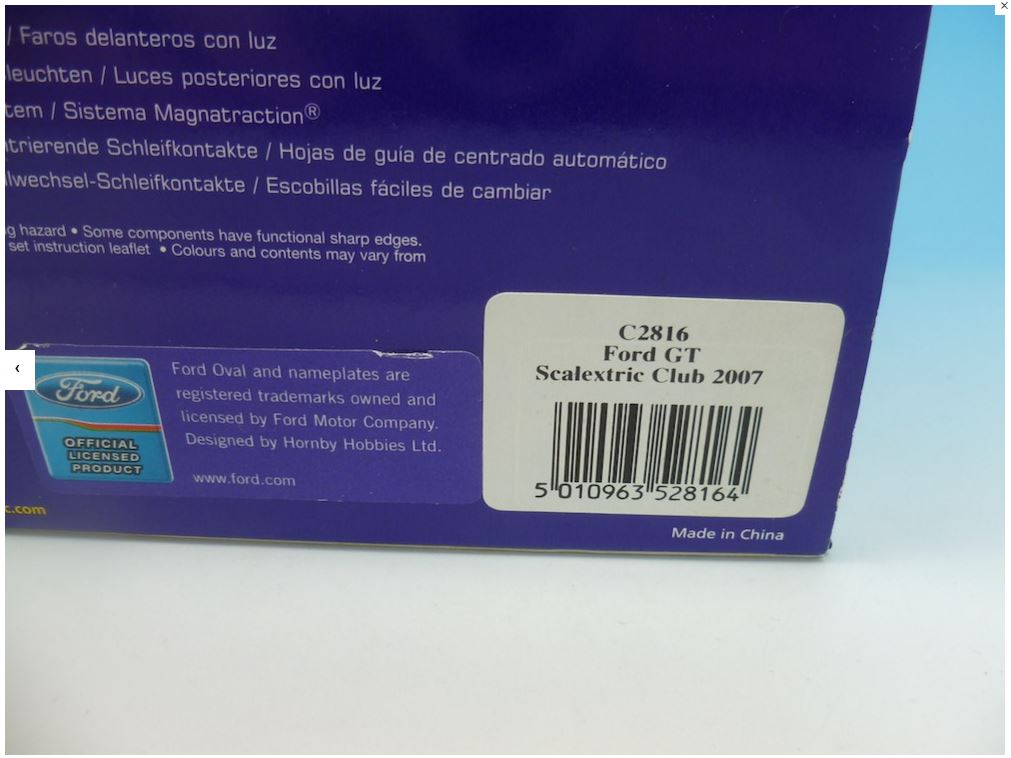 / Faros delanteros con luz
leuchten / Luces posteriores con luz
tem / Sistema Magnatraction®
trierende Schleifkontakte / Hojas de guía de centrado automático
lwechsel-Schleifkontakte / Escobillas fáciles de cambiar
g hazard • Some components have functional sharp edges.
set instruction leaflet • Colours and contents may vary from
C2816
Ford GT
Scalextric Club 2007
5 010963 528164
Ford
OFFICIAL
LICENSED
PRODUCT
Ford Oval and nameplates are
registered trademarks owned and
licensed by Ford Motor Company.
Designed by Hornby Hobbies Ltd.
www.ford.com
c.com
Made in China